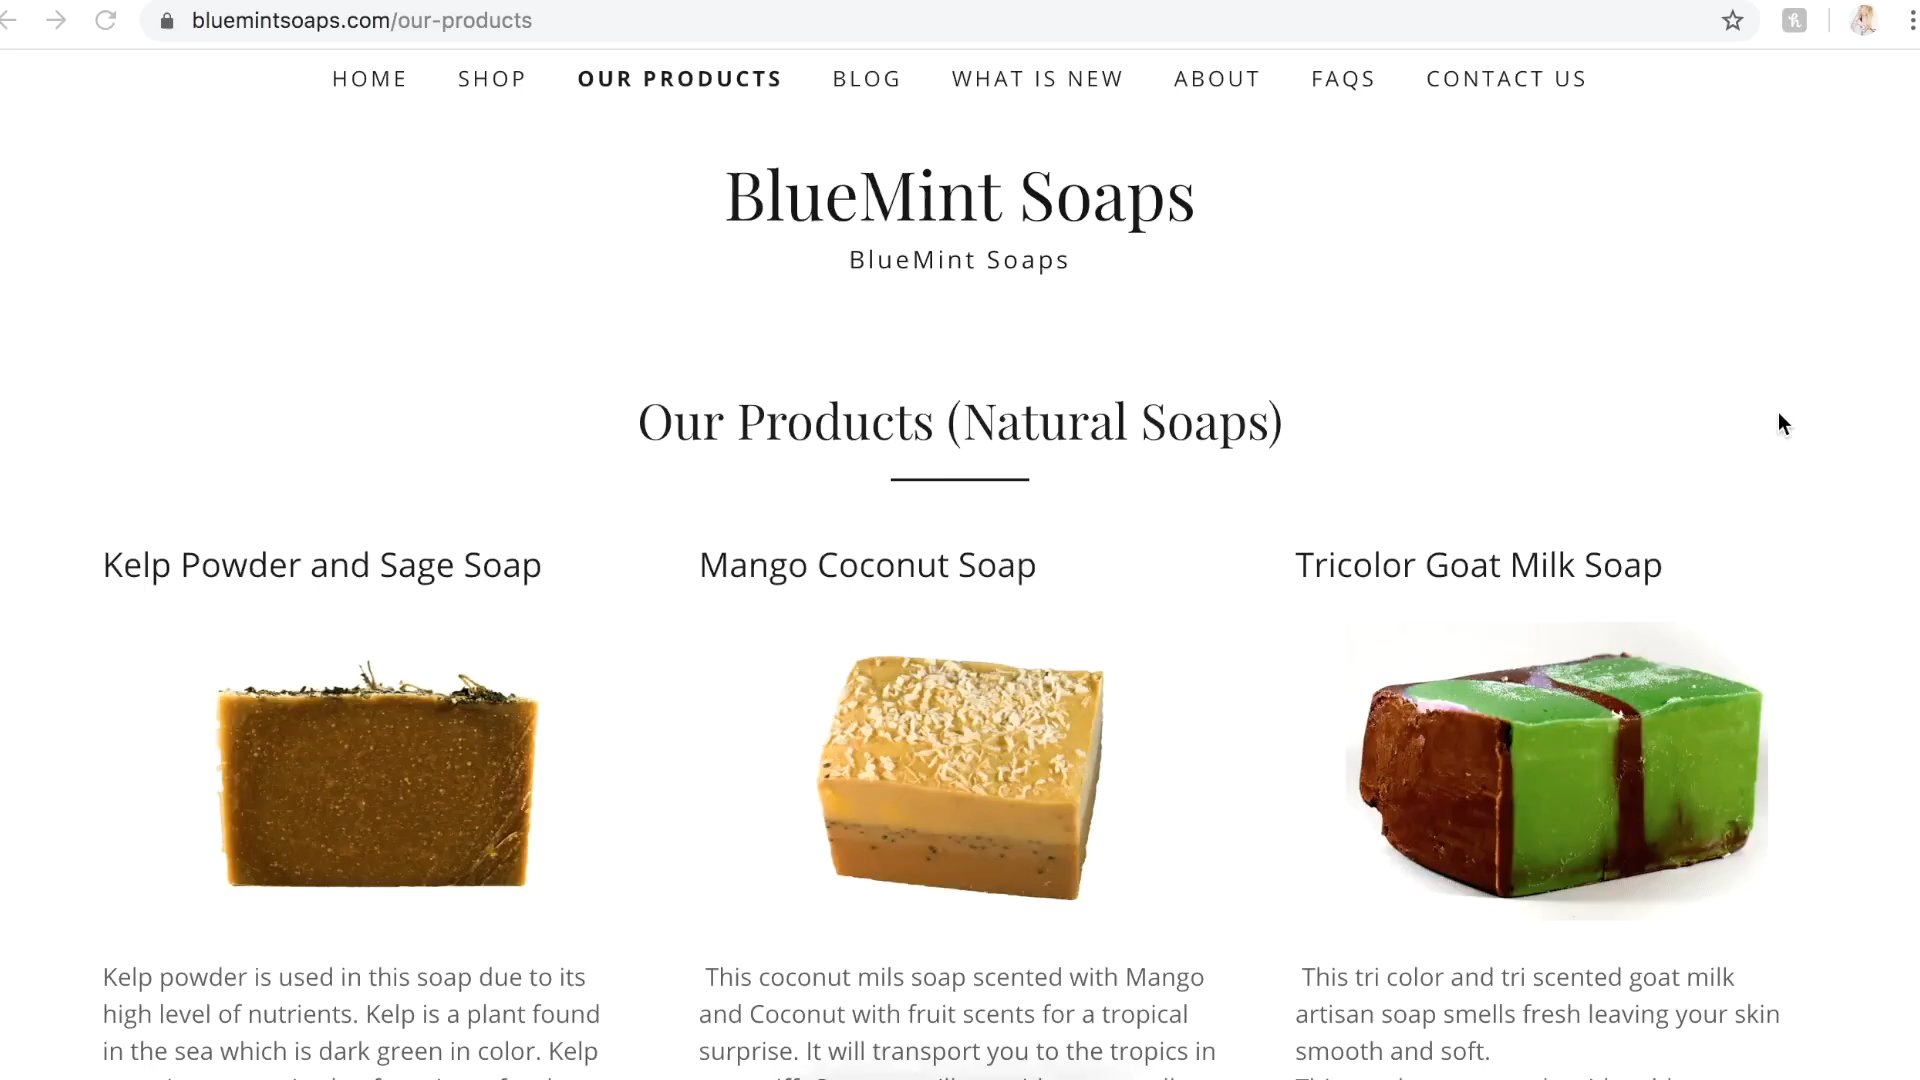 bluemintsoaps.com/our-products
HOME SHOP OUR PRODUCTS BLOG WHAT IS NEW ABOUT FAQS CONTACT US
BlueMint Soaps
BlueMint Soaps
Our Products (Natural Soaps)
Kelp Powder and Sage Soap
Kelp powder is used in this soap due to its
high level of nutrients. Kelp is a plant found
in the sea which is dark green in color. Kelp
Mango Coconut Soap
This coconut mils soap scented with Mango
and Coconut with fruit scents for a tropical
surprise. It will transport you to the tropics in
Tricolor Goat Milk Soap
This tri color and tri scented goat milk
artisan soap smells fresh leaving your skin
smooth and soft.